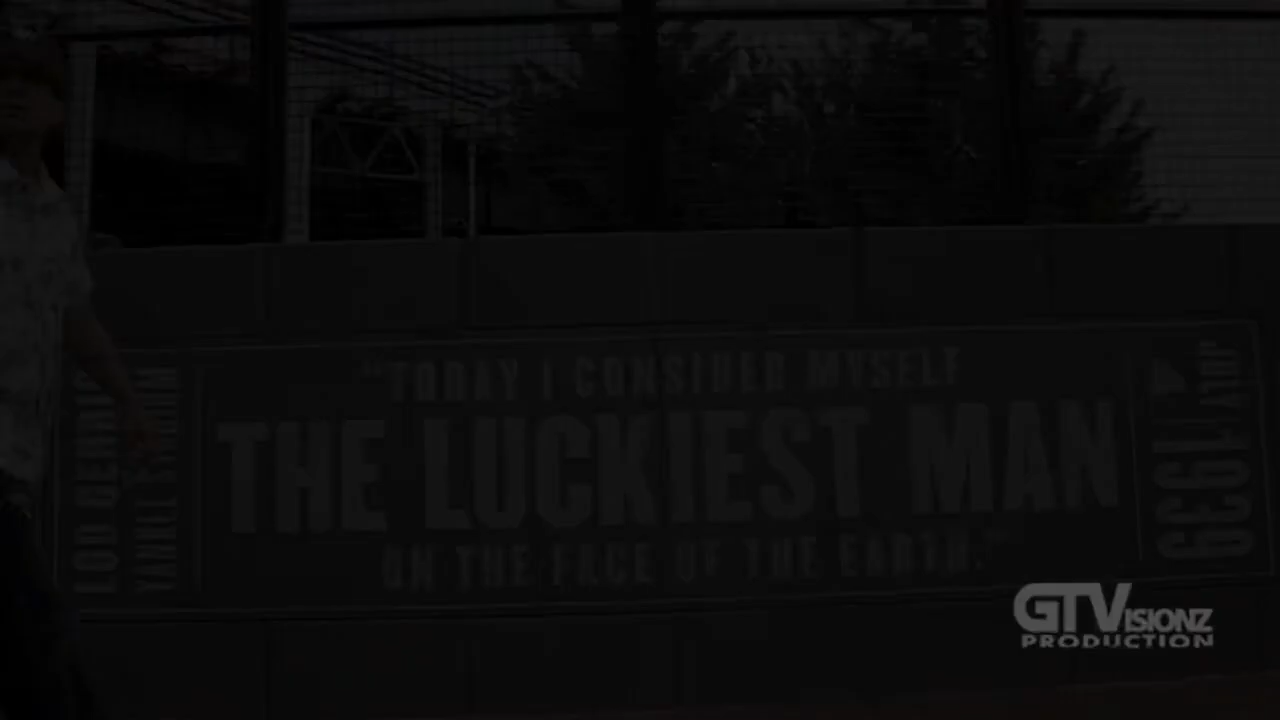 LOU GEHRIG
YANKEE STADIUM
"TODAY I CONSIDER MYSELF
THE LUCKIEST MAN
ON THE FACE OF THE EARTH."
JULY 4
1939
GTVISIONZ
PRODUCTION